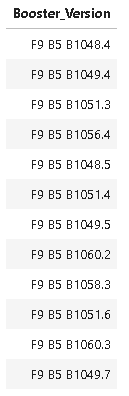 Booster_Version
F9 B5 B1048.4
F9 B5 B1049.4
F9 B5 B1051.3
F9 B5 B1056.4
F9 B5 B1048.5
F9 B5 B1051.4
F9 B5 B1049.5
F9 B5 B1060.2
F9 B5 B1058.3
F9 B5 B1051.6
F9 B5 B1060.3
F9 B5 B1049.7